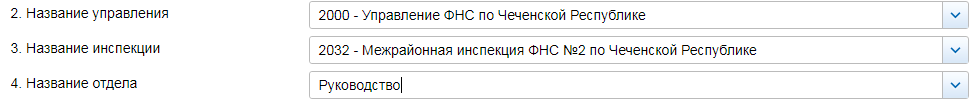 2. Название управления 2000 - Управление ФНС по Чеченской Республике
3. Название инспекции 2032 - Межрайонная инспекция ФНС №2 по Чеченской Республике
4. Название отдела Руководство